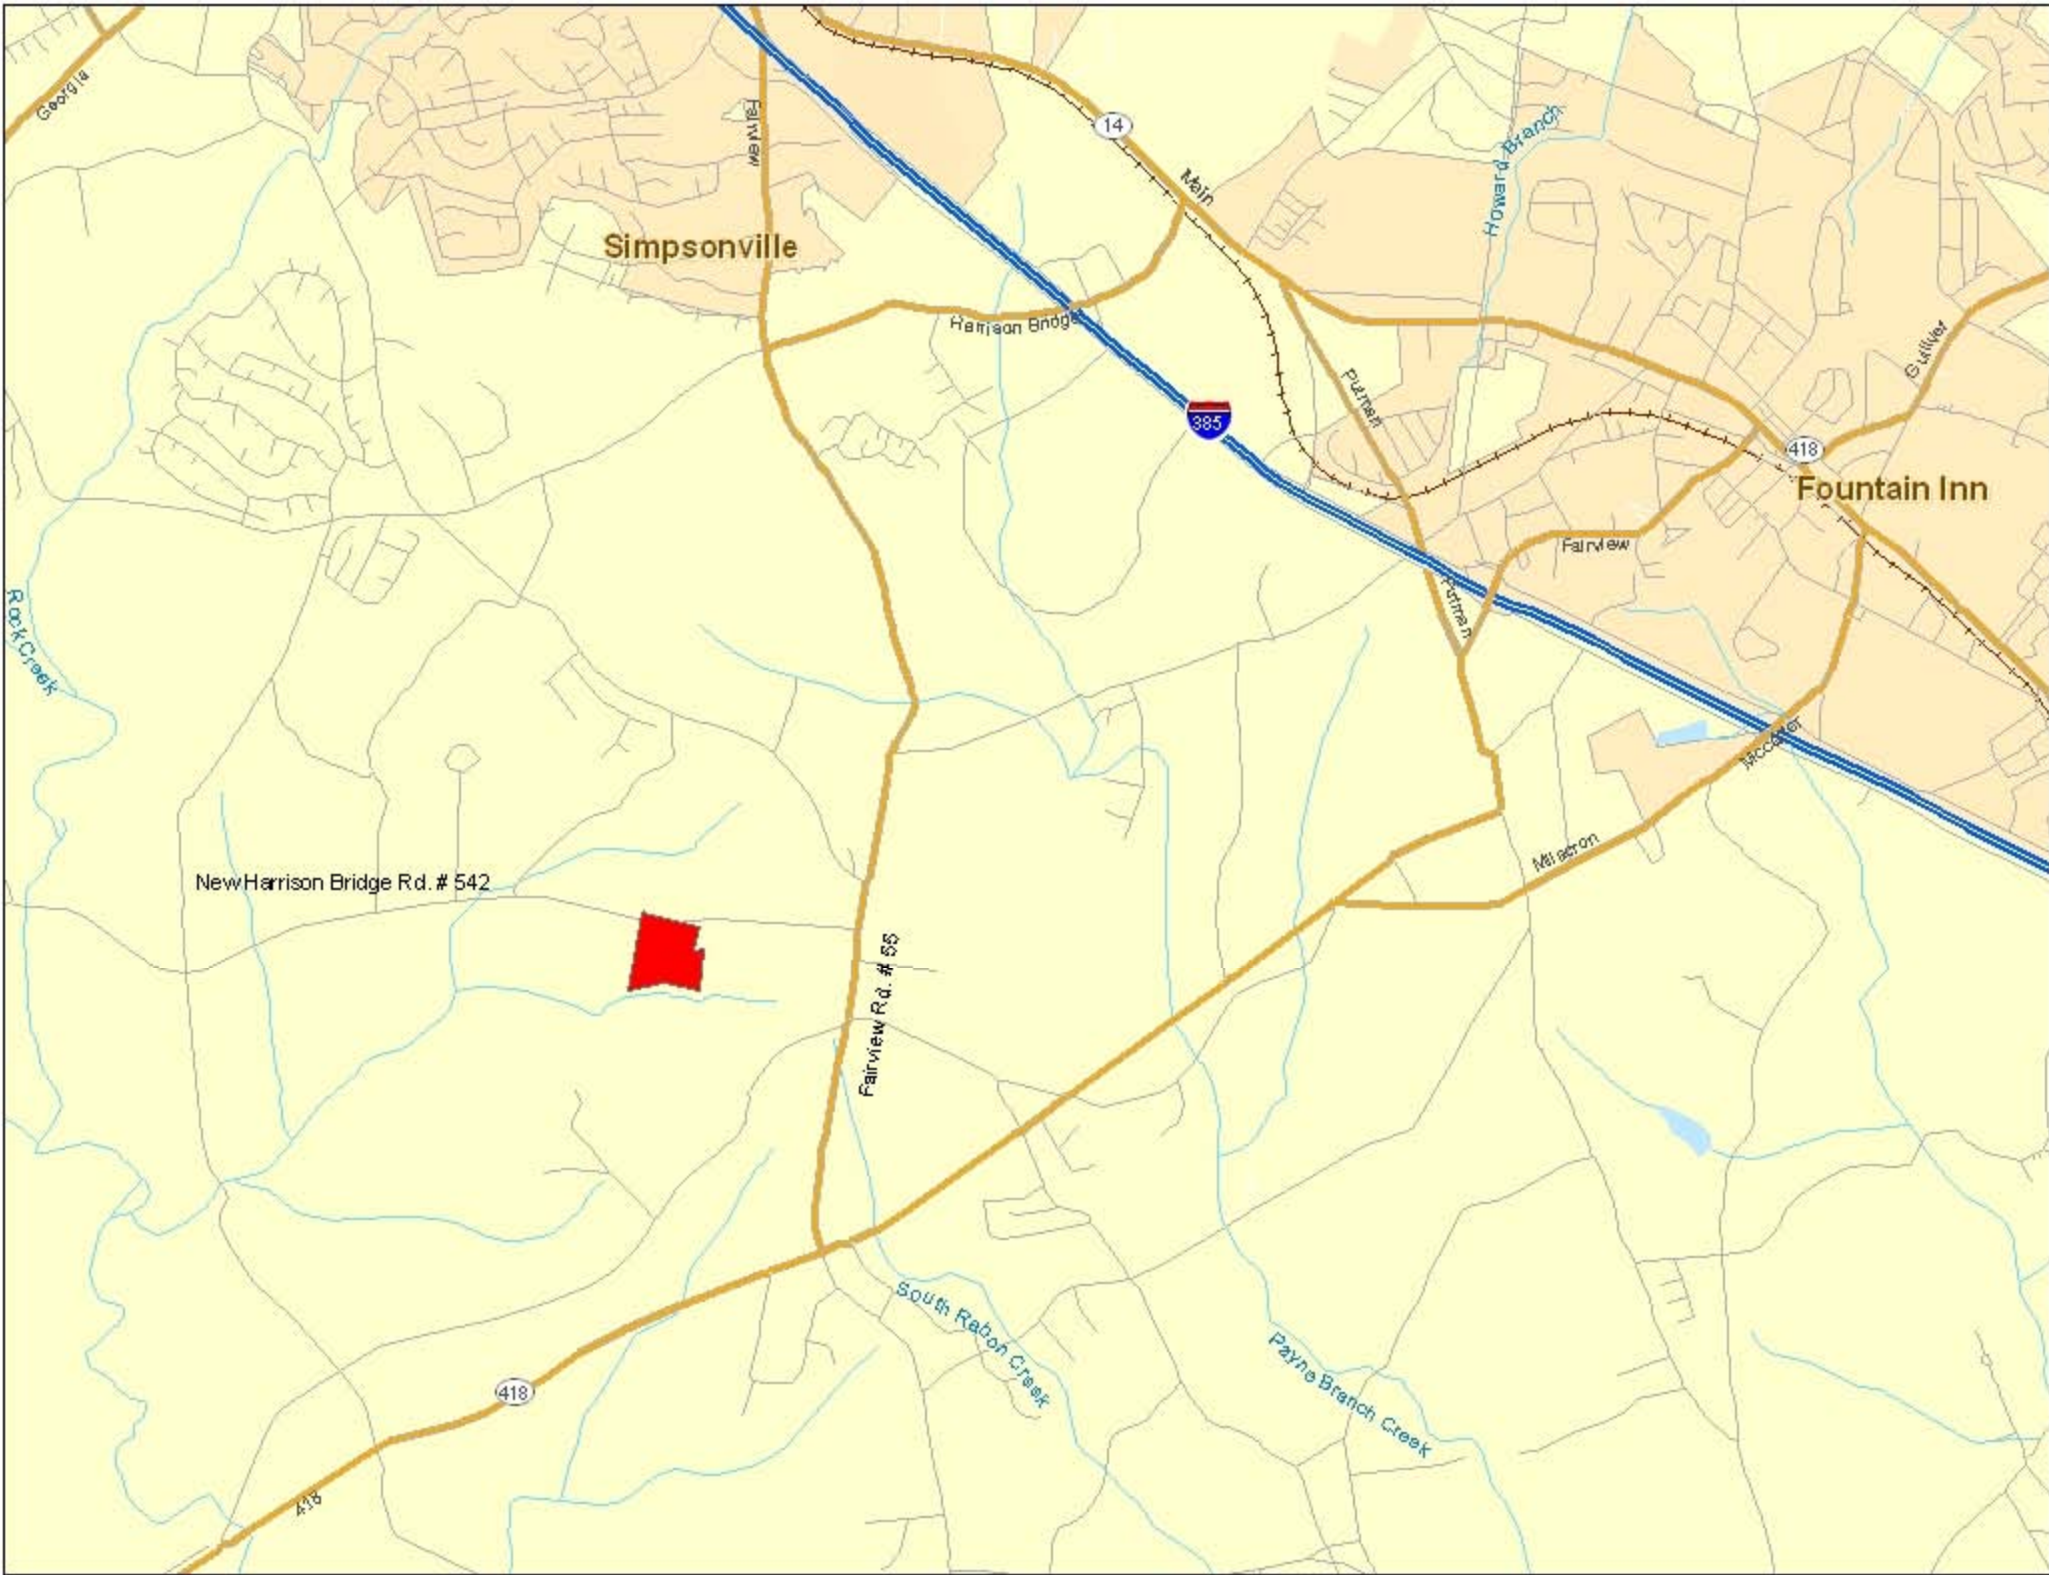 Georgia
Fairview
14
Main
Howard Branch
Simpsonville
Harrison Bridge
Gulliver
Putman
385
418
Fountain Inn
Fairview
Putman
Rock Creek
Mccarter
Milacron
New Harrison Bridge Rd. # 542
Fairview Rd. # 55
South Rabon Creek
Payne Branch Creek
418
418